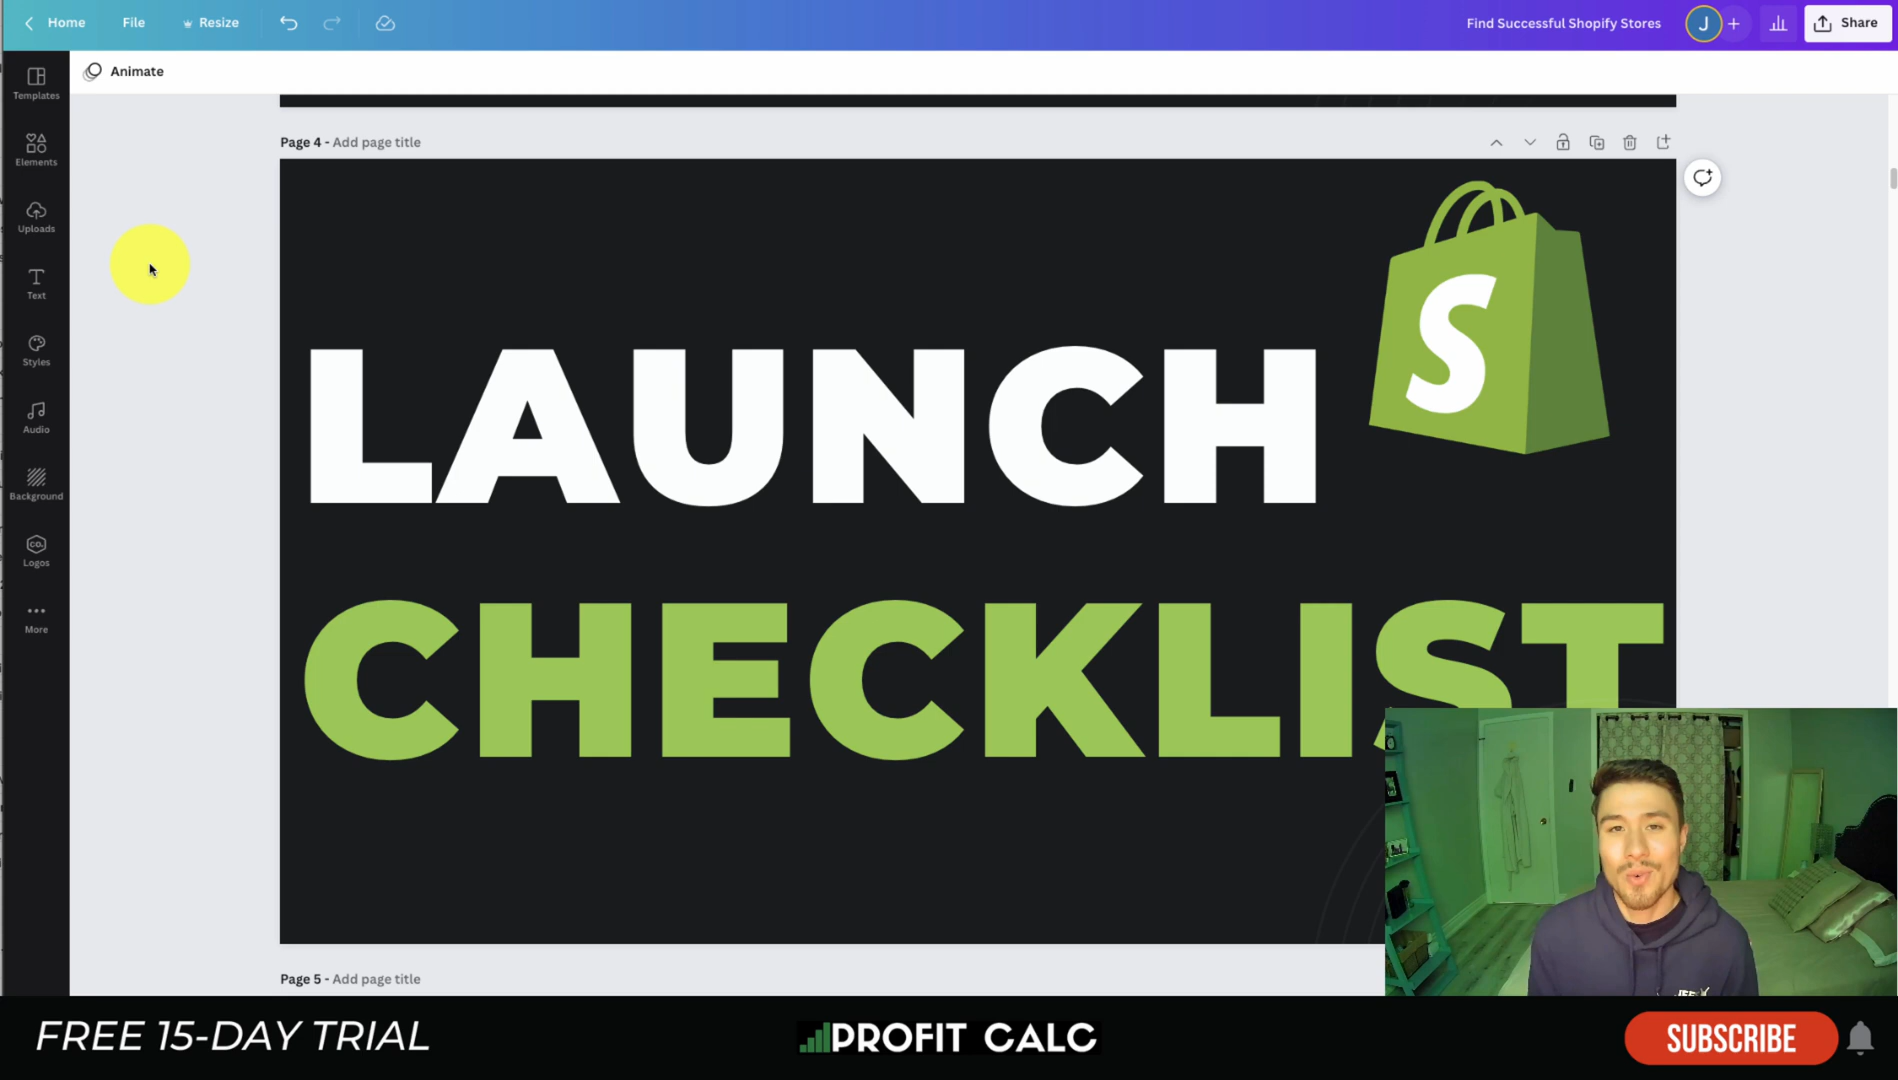 Home File Resize Find Successful Shopify Stores J + Share
Animate
Templates
Elements
Uploads
Text
Styles
Audio
Background
CO.
Logos
More
Page 4 - Add page title
S
LAUNCH
CHECKLIST
Page 5 - Add page title
FREE 15-DAY TRIAL
PROFIT CALC
SUBSCRIBE